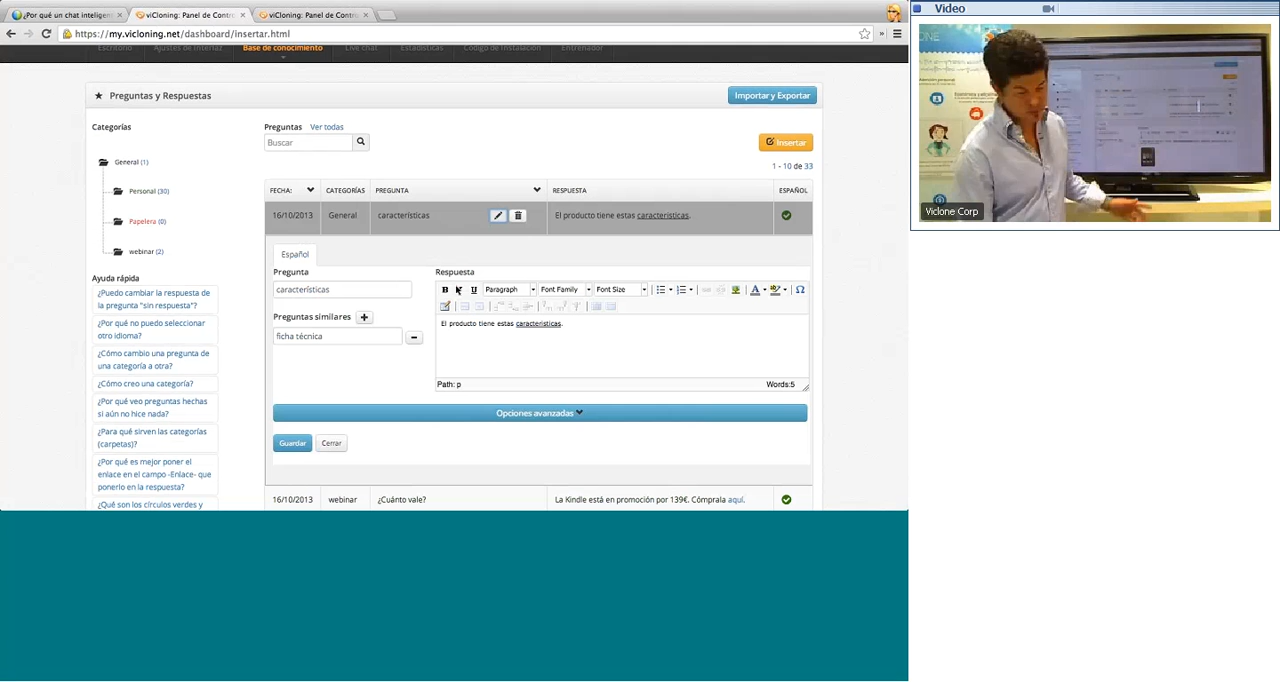 ¿Por qué un chat inteligen
viCloning: Panel de Contr
viCloning: Panel de Contr
https://my.vicloning.net/dashboard/insertar.html
Escritorio
Ajustes de Interfaz
Base de conocimiento
Live chat
Estadísticas
Código de Instalación
Entrenador
Preguntas y Respuestas
Importar y Exportar
Categorías
General (1)
Personal (30)
Papelera (0)
webinar (2)
Ayuda rápida
¿Puedo cambiar la respuesta de
la pregunta "sin respuesta"?
¿Por qué no puedo seleccionar
otro idioma?
¿Cómo cambio una pregunta de
una categoría a otra?
¿Cómo creo una categoría?
¿Por qué veo preguntas hechas
si aún no hice nada?
¿Para qué sirven las categorías
(carpetas)?
¿Por qué es mejor poner el
enlace en el campo -Enlace- que
ponerlo en la respuesta?
¿Qué son los círculos verdes y
Preguntas Ver todas
Buscar
Insertar
1 - 10 de 33
FECHA: CATEGORÍAS PREGUNTA RESPUESTA ESPAÑOL
16/10/2013 General características El producto tiene estas caracteristicas.
Español
Pregunta
características
Preguntas similares
ficha técnica
Respuesta
B U Paragraph Font Family Font Size
El producto tiene estas caracteristicas.
Path: p Words:5
Opciones avanzadas
Guardar Cerrar
16/10/2013 webinar ¿Cuánto vale? La Kindle está en promoción por 139€. Cómprala aquí.
Video
Viclone Corp